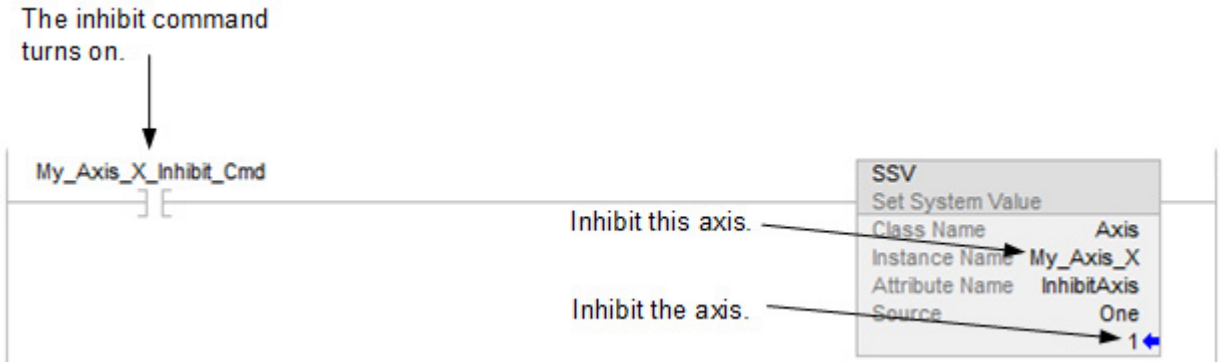 The inhibit command
turns on.
My_Axis_X_Inhibit_Cmd
SSV
Set System Value
Inhibit this axis.
Class Name Axis
Instance Name My_Axis_X
Attribute Name InhibitAxis
Inhibit the axis.
Source One
1